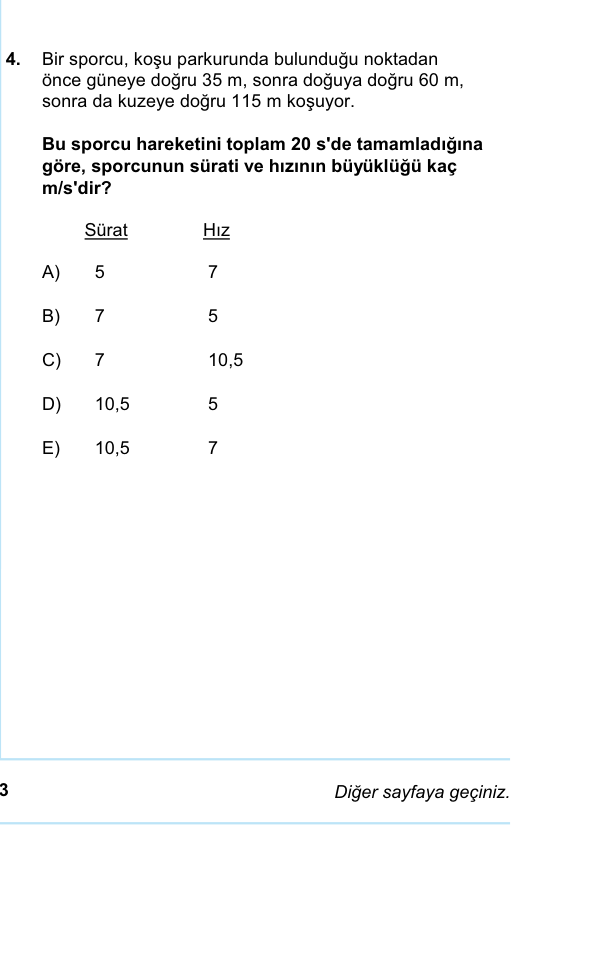 4. Bir sporcu, koşu parkurunda bulunduğu noktadan
önce güneye doğru 35 m, sonra doğuya doğru 60 m,
sonra da kuzeye doğru 115 m koşuyor.
Bu sporcu hareketini toplam 20 s'de tamamladığına
göre, sporcunun sürati ve hızının büyüklüğü kaç
m/s'dir?
Sürat Hız
A) 5 7
B) 7 5
C) 7 10,5
D) 10,5 5
E) 10,5 7
3 Diğer sayfaya geçiniz.